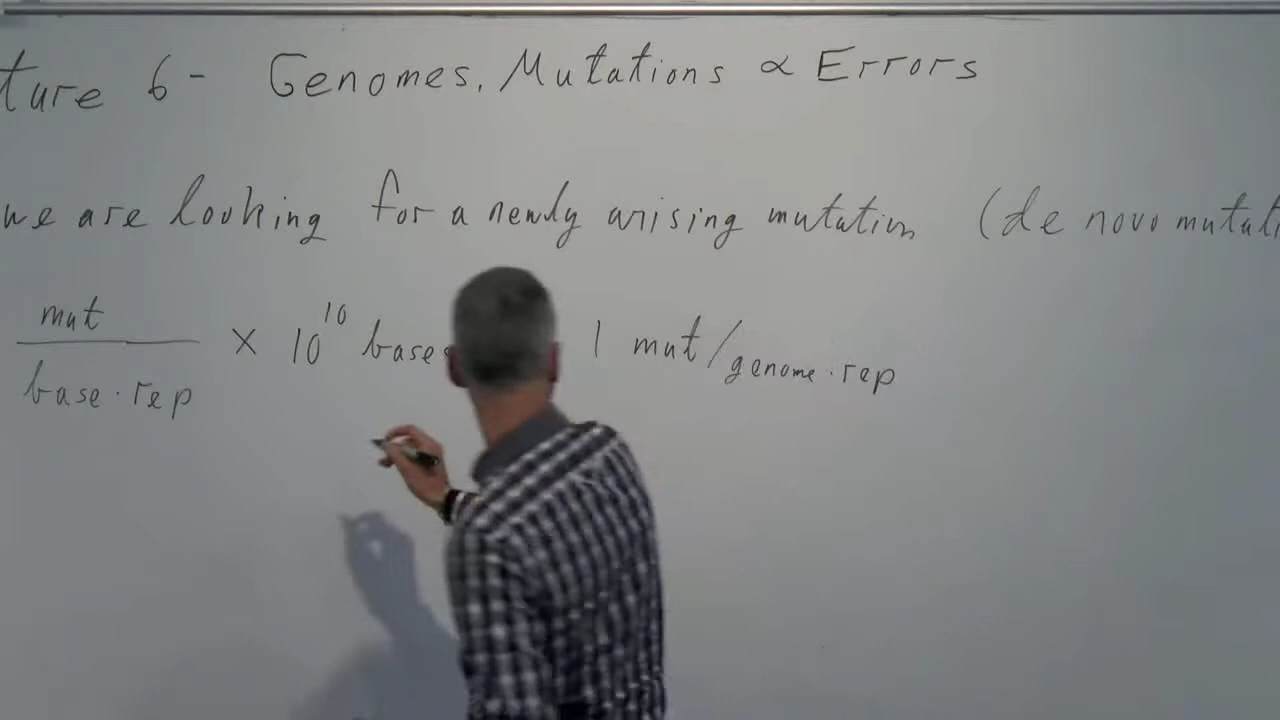 ture 6 - Genomes, Mutations & Errors
we are looking for a newly arising mutation (de novo mutati
mut
base · rep × 10^10 bases 1 mut/genome · rep